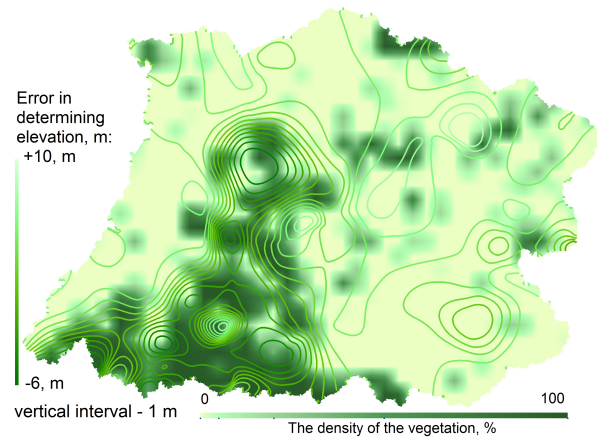 Error in
determining
elevation, m:
+10, m
-6, m
vertical interval - 1 m
0
100
The density of the vegetation, %